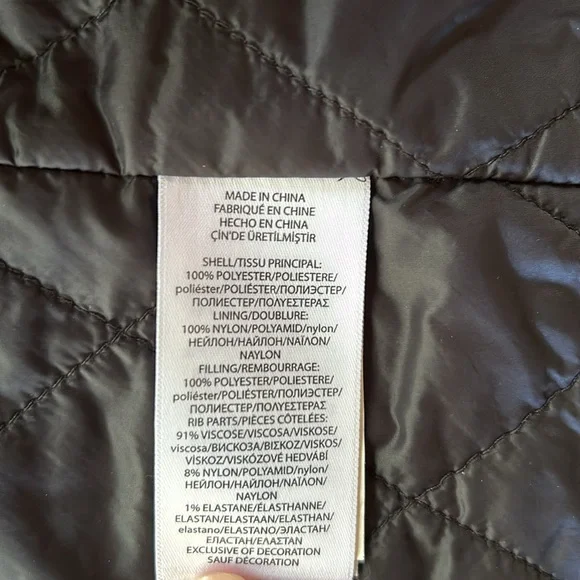 MADE IN CHINA
FABRIQUÉ EN CHINE
HECHO EN CHINA
ÇİN'DE ÜRETİLMİŞTİR
SHELL/TISSU PRINCIPAL:
100% POLYESTER/POLIESTERE/
poliéster/POLIÉSTER/ПОЛИЭСТЕР/
ПОЛИЕСТЕР/ΠΟΛΥΕΣΤΕΡΑΣ
LINING/DOUBLURE:
100% NYLON/POLYAMID/nylon/
НЕЙЛОН/НАЙЛОН/ΝΑΪΛΟΝ/
NAYLON
FILLING/REMBOURRAGE:
100% POLYESTER/POLIESTERE/
poliéster/POLIÉSTER/ПОЛИЭСТЕР/
ПОЛИЕСТЕР/ΠΟΛΥΕΣΤΕΡΑΣ
RIB PARTS/PIÈCES CÔTELÉES:
91% VISCOSE/VISCOSA/VISKOSE/
viscosa/ВИСКОЗА/ΒΙΣΚΟΖ/VISKOS/
VİSKOZ/VISKÓZOVÉ HEDVÁBÍ
8% NYLON/POLYAMID/nylon/
НЕЙЛОН/НАЙЛОН/ΝΑΪΛΟΝ/
NAYLON
1% ELASTANE/ÉLASTHANNE/
ELASTAN/ELASTAAN/ELASTHAN/
elastano/ELASTANO/ЭЛАСТАН/
ЕЛАСТАН/ΕΛΑΣΤΑΝ
EXCLUSIVE OF DECORATION
SAUF DÉCORATION